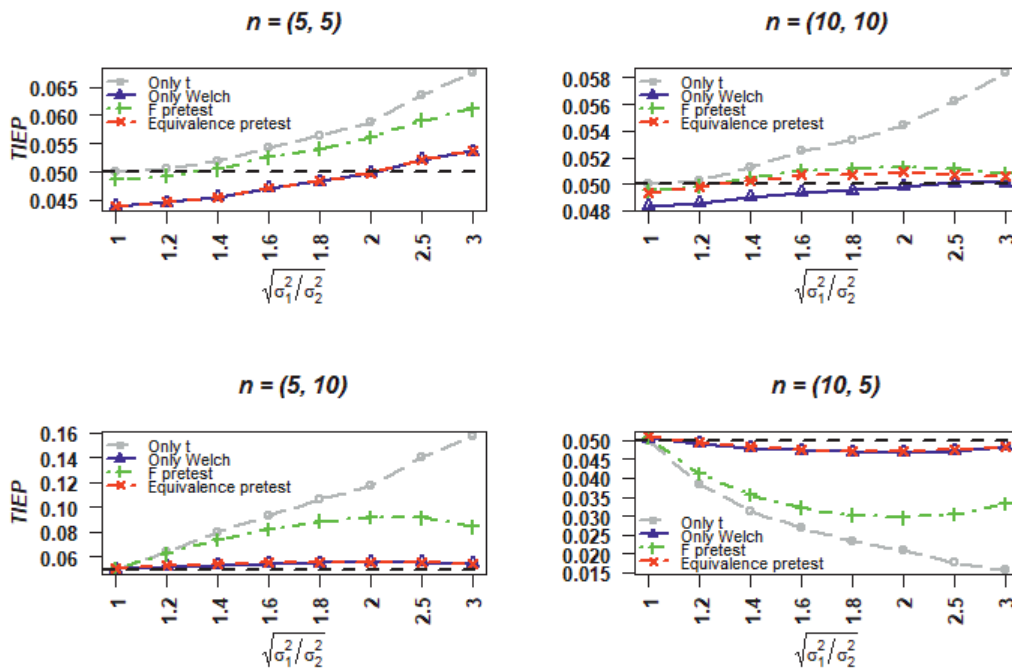 n = (5, 5)
TIEP
0.065
0.060
0.055
0.050
0.045
Only t
Only Welch
F pretest
Equivalence pretest
1
1.2
1.4
1.6
1.8
2
2.5
3
√σ₁²/σ₂²
n = (10, 10)
0.058
0.056
0.054
0.052
0.050
0.048
Only t
Only Welch
F pretest
Equivalence pretest
1
1.2
1.4
1.6
1.8
2
2.5
3
√σ₁²/σ₂²
n = (5, 10)
TIEP
0.16
0.14
0.12
0.10
0.08
0.06
Only t
Only Welch
F pretest
Equivalence pretest
1
1.2
1.4
1.6
1.8
2
2.5
3
√σ₁²/σ₂²
n = (10, 5)
0.050
0.045
0.040
0.035
0.030
0.025
0.020
0.015
Only t
Only Welch
F pretest
Equivalence pretest
1
1.2
1.4
1.6
1.8
2
2.5
3
√σ₁²/σ₂²